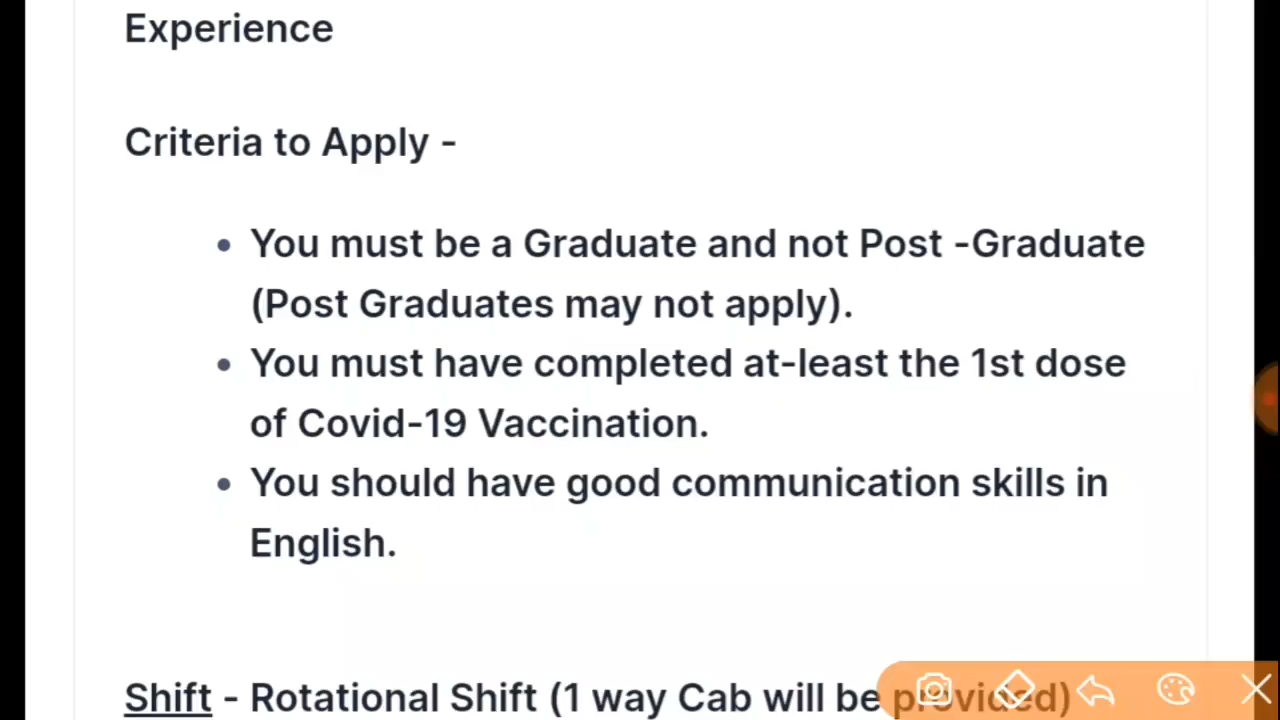 Experience
Criteria to Apply -
You must be a Graduate and not Post -Graduate
(Post Graduates may not apply).
You must have completed at-least the 1st dose
of Covid-19 Vaccination.
You should have good communication skills in
English.
Shift - Rotational Shift (1 way Cab will be provided)